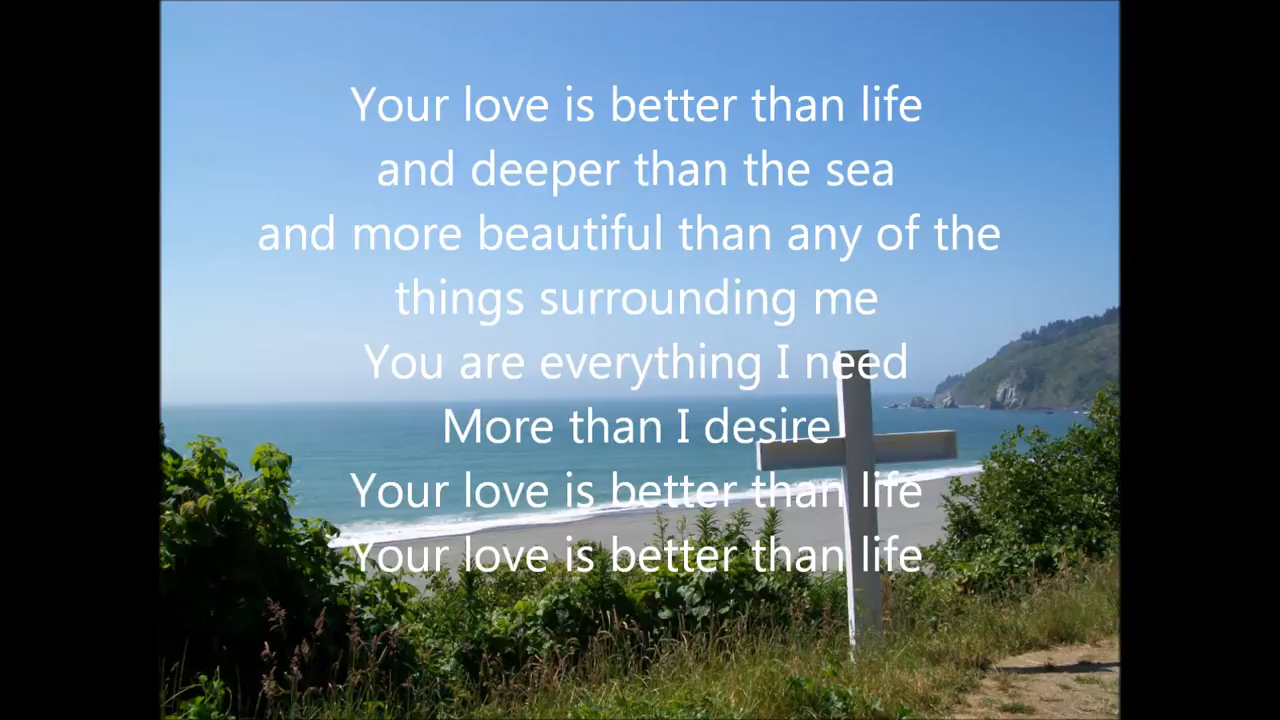 Your love is better than life
and deeper than the sea
and more beautiful than any of the
things surrounding me
You are everything I need
More than I desire
Your love is better than life
Your love is better than life